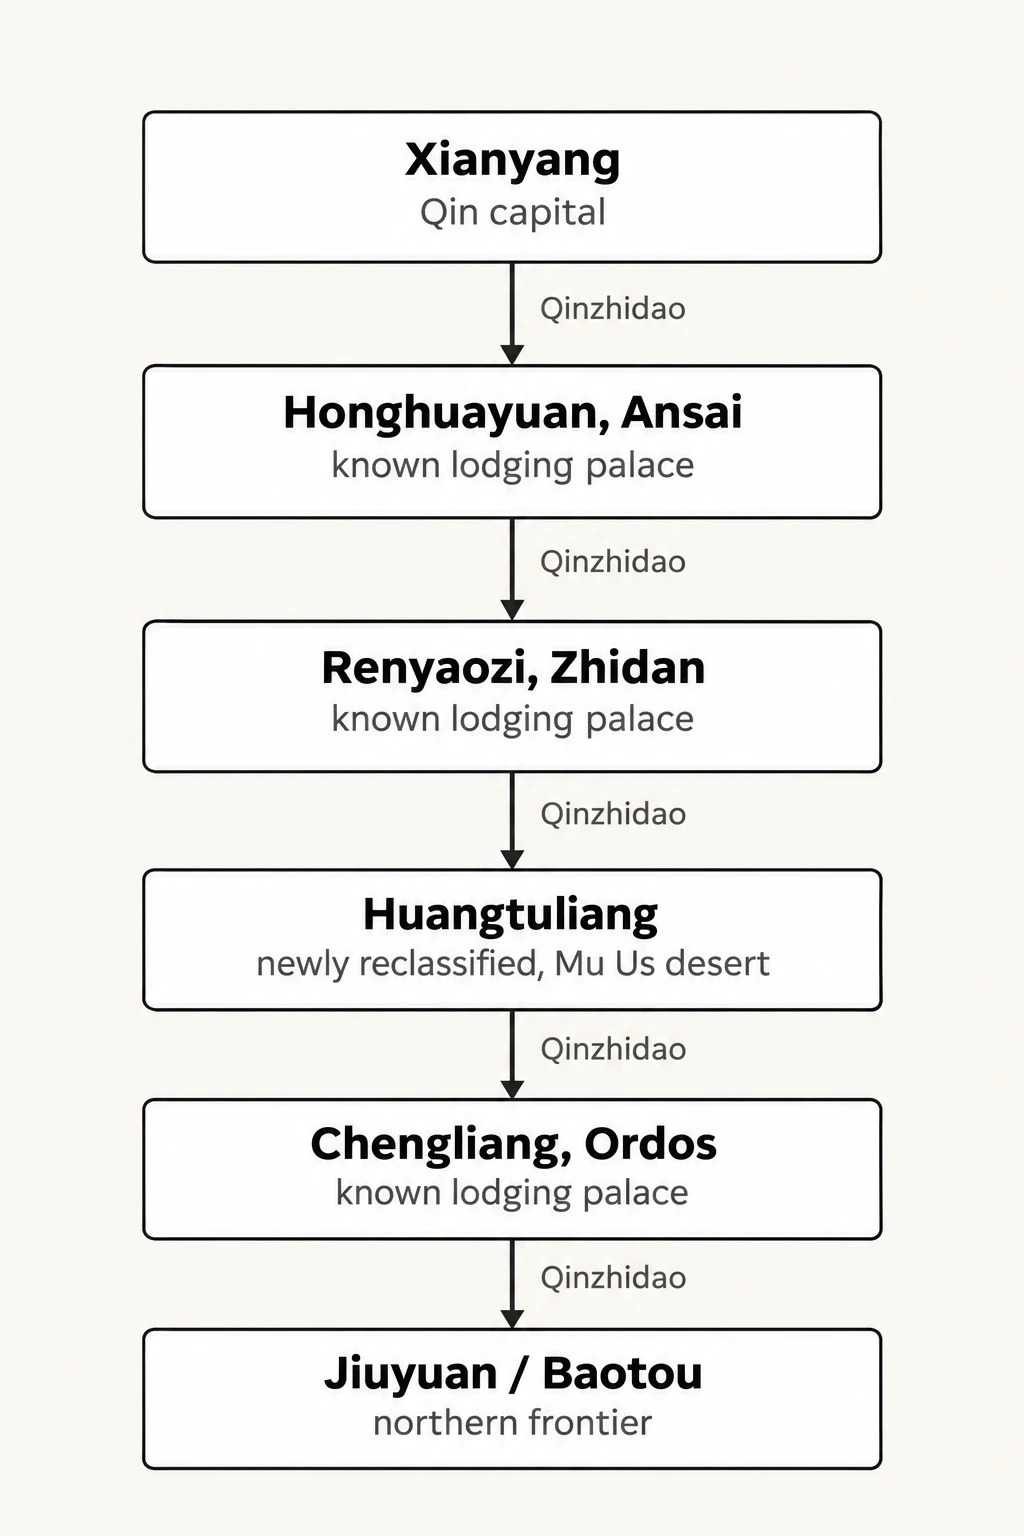 Xianyang
Qin capital
Qinzhidao
Honghuayuan, Ansai
known lodging palace
Qinzhidao
Renyaozi, Zhidan
known lodging palace
Qinzhidao
Huangtuliang
newly reclassified, Mu Us desert
Qinzhidao
Chengliang, Ordos
known lodging palace
Qinzhidao
Jiuyuan / Baotou
northern frontier